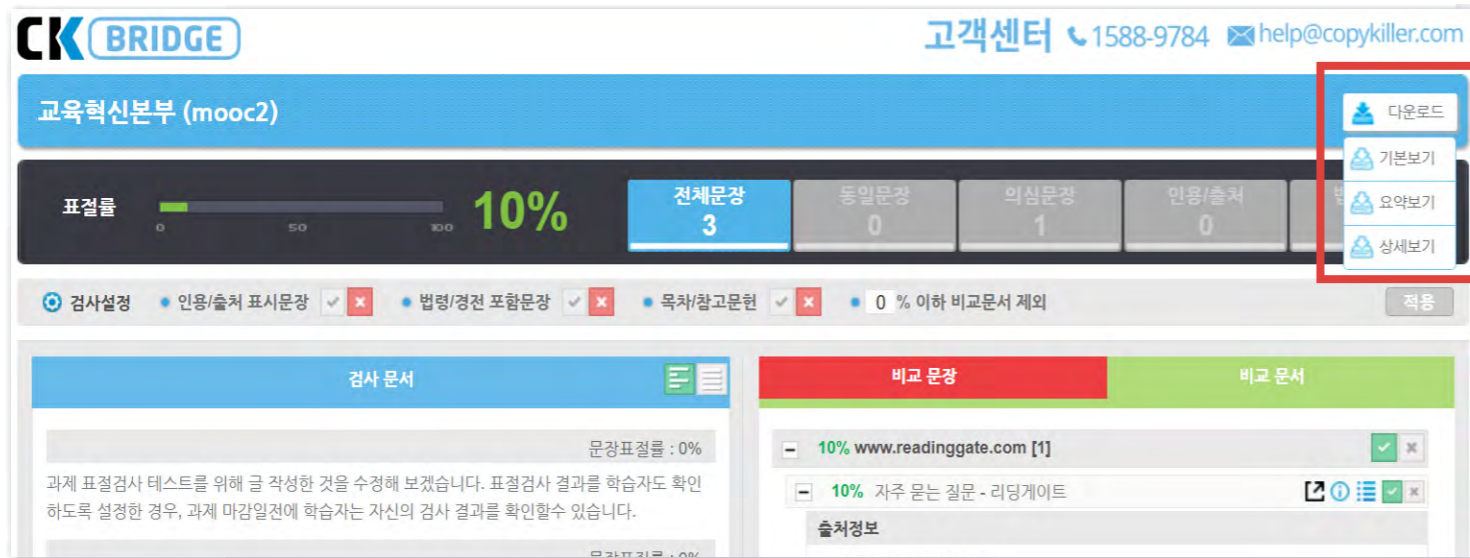 CK BRIDGE
고객센터 1588-9784 help@copykiller.com
교육혁신본부 (mooc2)
다운로드
기본보기
요약보기
상세보기
표절률
0 50 100
10%
전체문장
3
동일문장
0
의심문장
1
인용/출처
0
검사설정 인용/출처 표시문장 법령/경전 포함문장 목차/참고문헌 0 % 이하 비교문서 제외 적용
검사 문서
비교 문장
비교 문서
문장표절률 : 0%
과제 표절검사 테스트를 위해 글 작성한 것을 수정해 보겠습니다. 표절검사 결과를 학습자도 확인
하도록 설정한 경우, 과제 마감일전에 학습자는 자신의 검사 결과를 확인할수 있습니다.
문장표절률 : 0%
10% www.readinggate.com [1]
10% 자주 묻는 질문 - 리딩게이트
출처정보